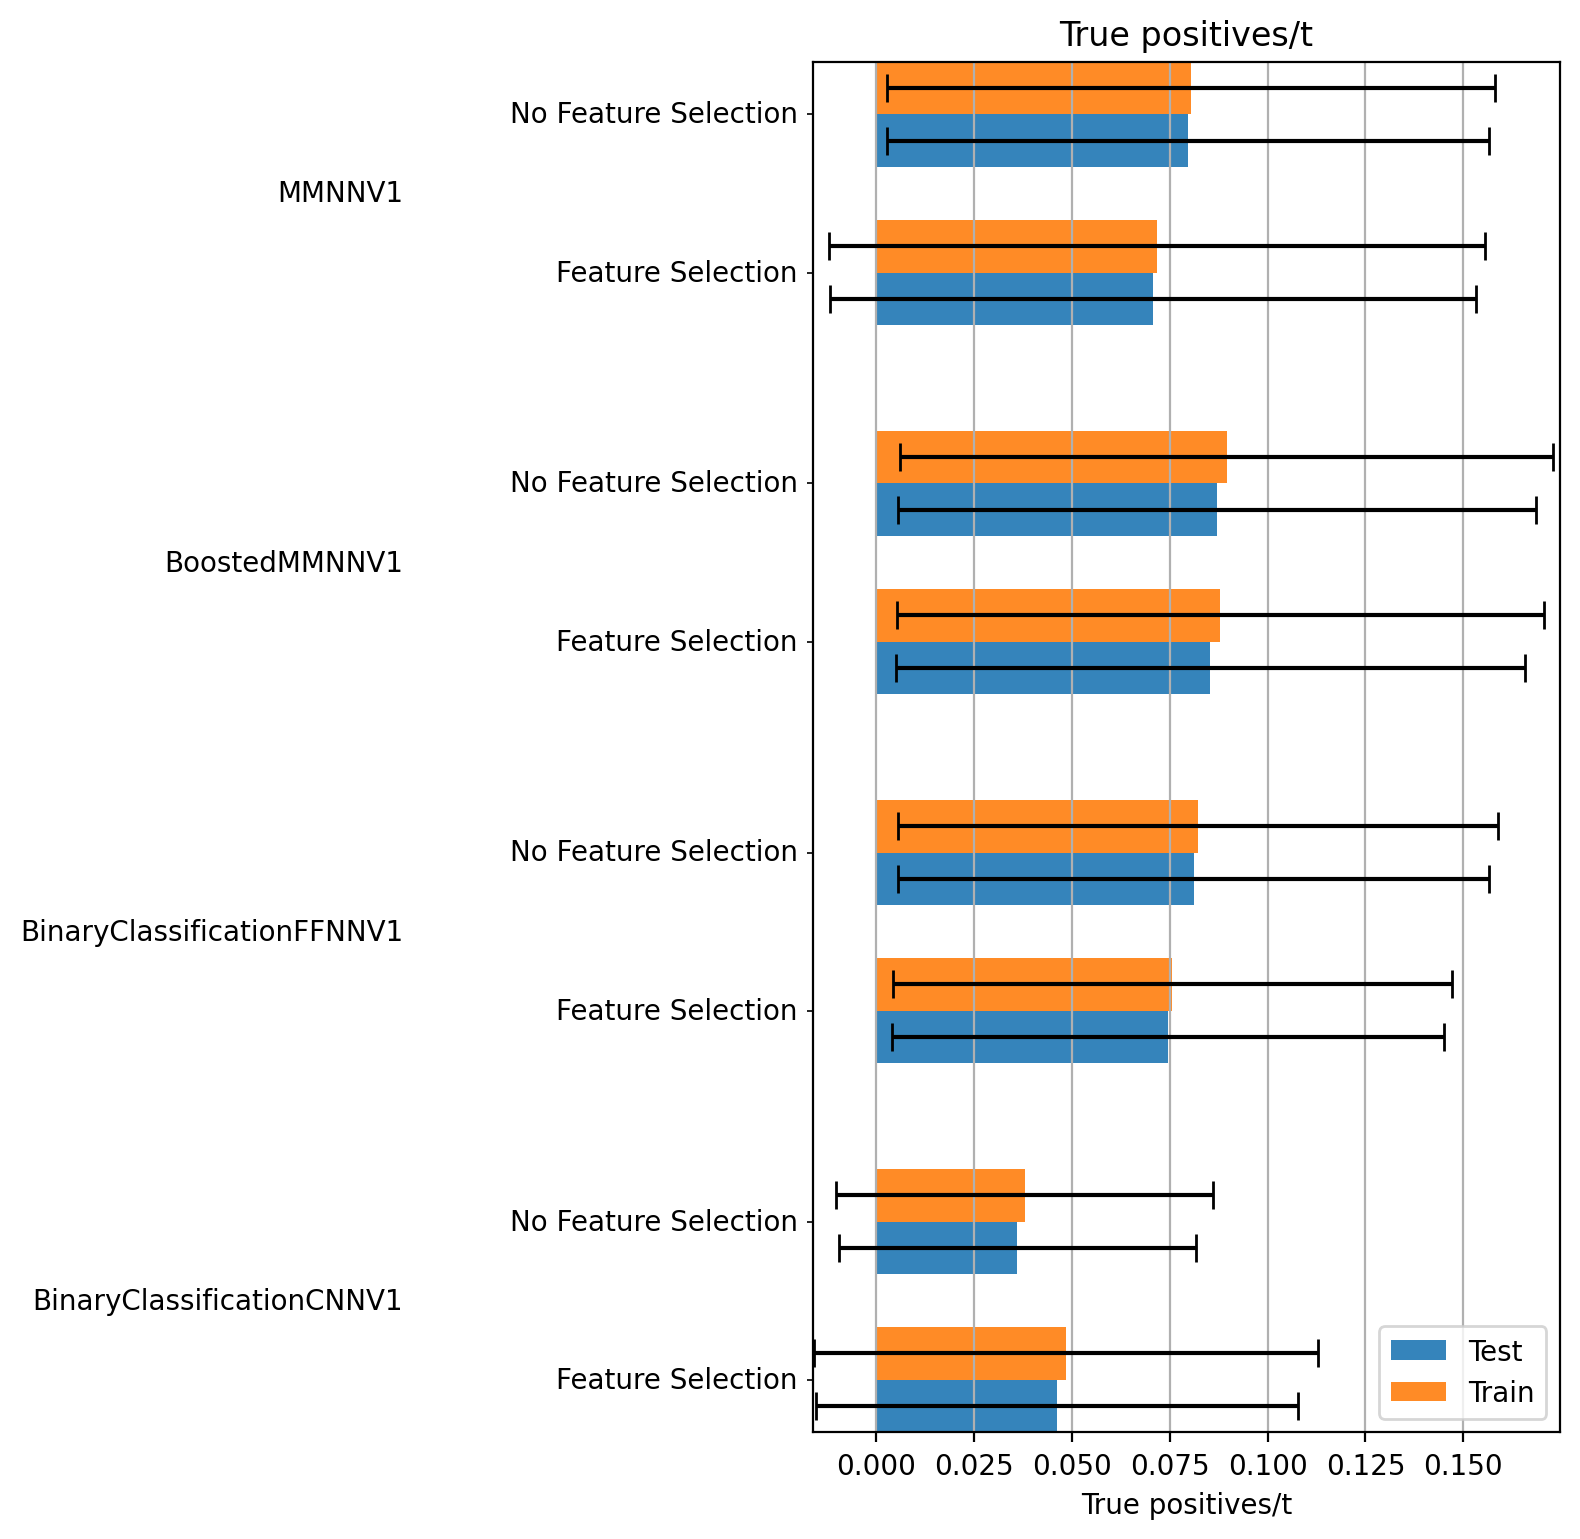 True positives/t
No Feature Selection
MMNNV1
Feature Selection
No Feature Selection
BoostedMMNNV1
Feature Selection
No Feature Selection
BinaryClassificationFFNNV1
Feature Selection
No Feature Selection
BinaryClassificationCNNV1
Feature Selection
Test
Train
0.000 0.025 0.050 0.075 0.100 0.125 0.150
True positives/t